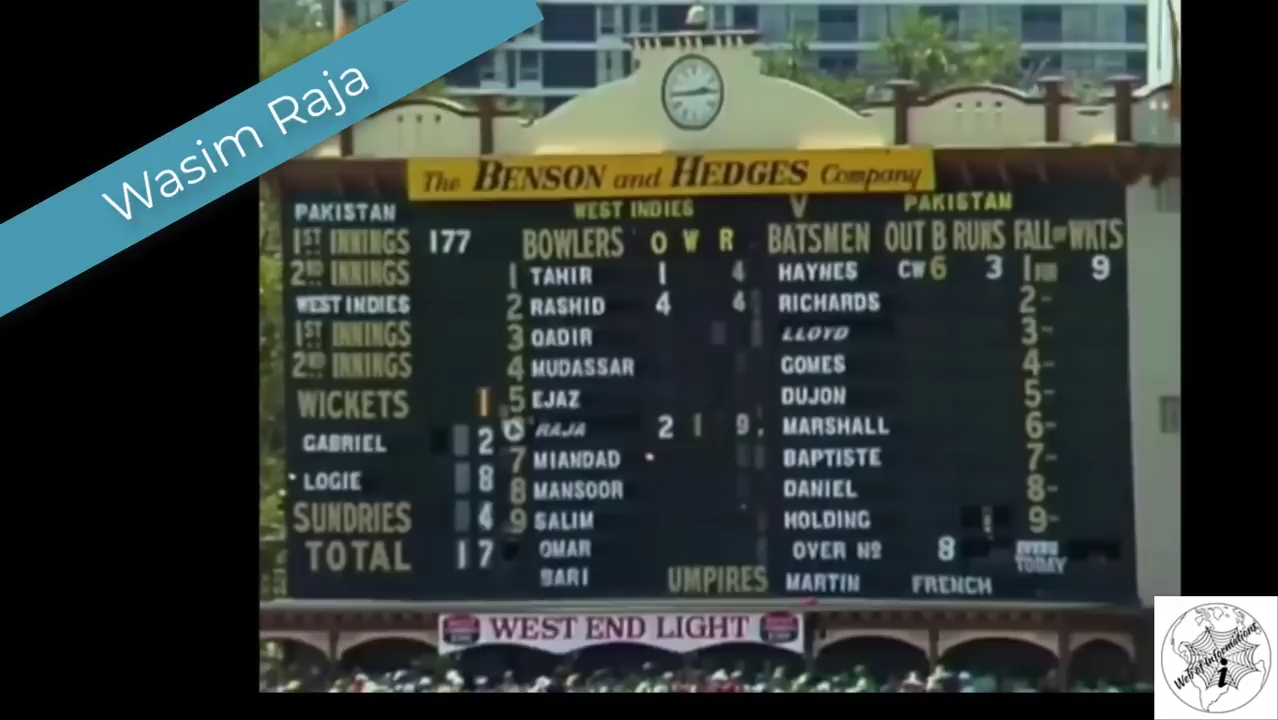 Wasim Raja
The BENSON and HEDGES Company
PAKISTAN WEST INDIES V PAKISTAN
1ST INNINGS 177 BOWLERS O W R BATSMEN OUT B RUNS FALL OF WKTS
2ND INNINGS 1 TAHIR 1 4 HAYNES CW 6 3 1 FOR 9
WEST INDIES 2 RASHID 4 4 RICHARDS 2-
1ST INNINGS 3 QADIR LLOYD 3-
2ND INNINGS 4 MUDASSAR GOMES 4-
WICKETS 1 5 EJAZ DUJON 5-
GABRIEL 2 RAJA 2 1 9 MARSHALL 6-
LOGIE 8 7 MIANDAD BAPTISTE 7-
8 MANSOOR DANIEL 8-
SUNDRIES 4 9 SALIM HOLDING 9-
TOTAL 17 OMAR OVER Nº 8 TODAY
BARI UMPIRES MARTIN FRENCH
WEST END LIGHT
Web of Informations
i